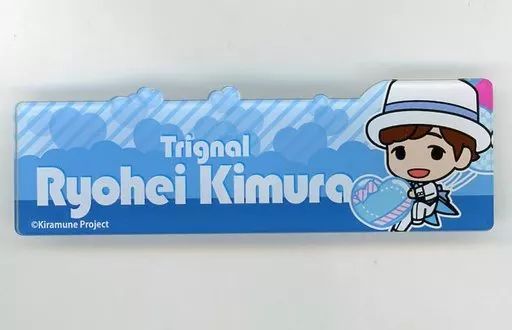 Trignal
Ryohei Kimura
©Kiramune Project